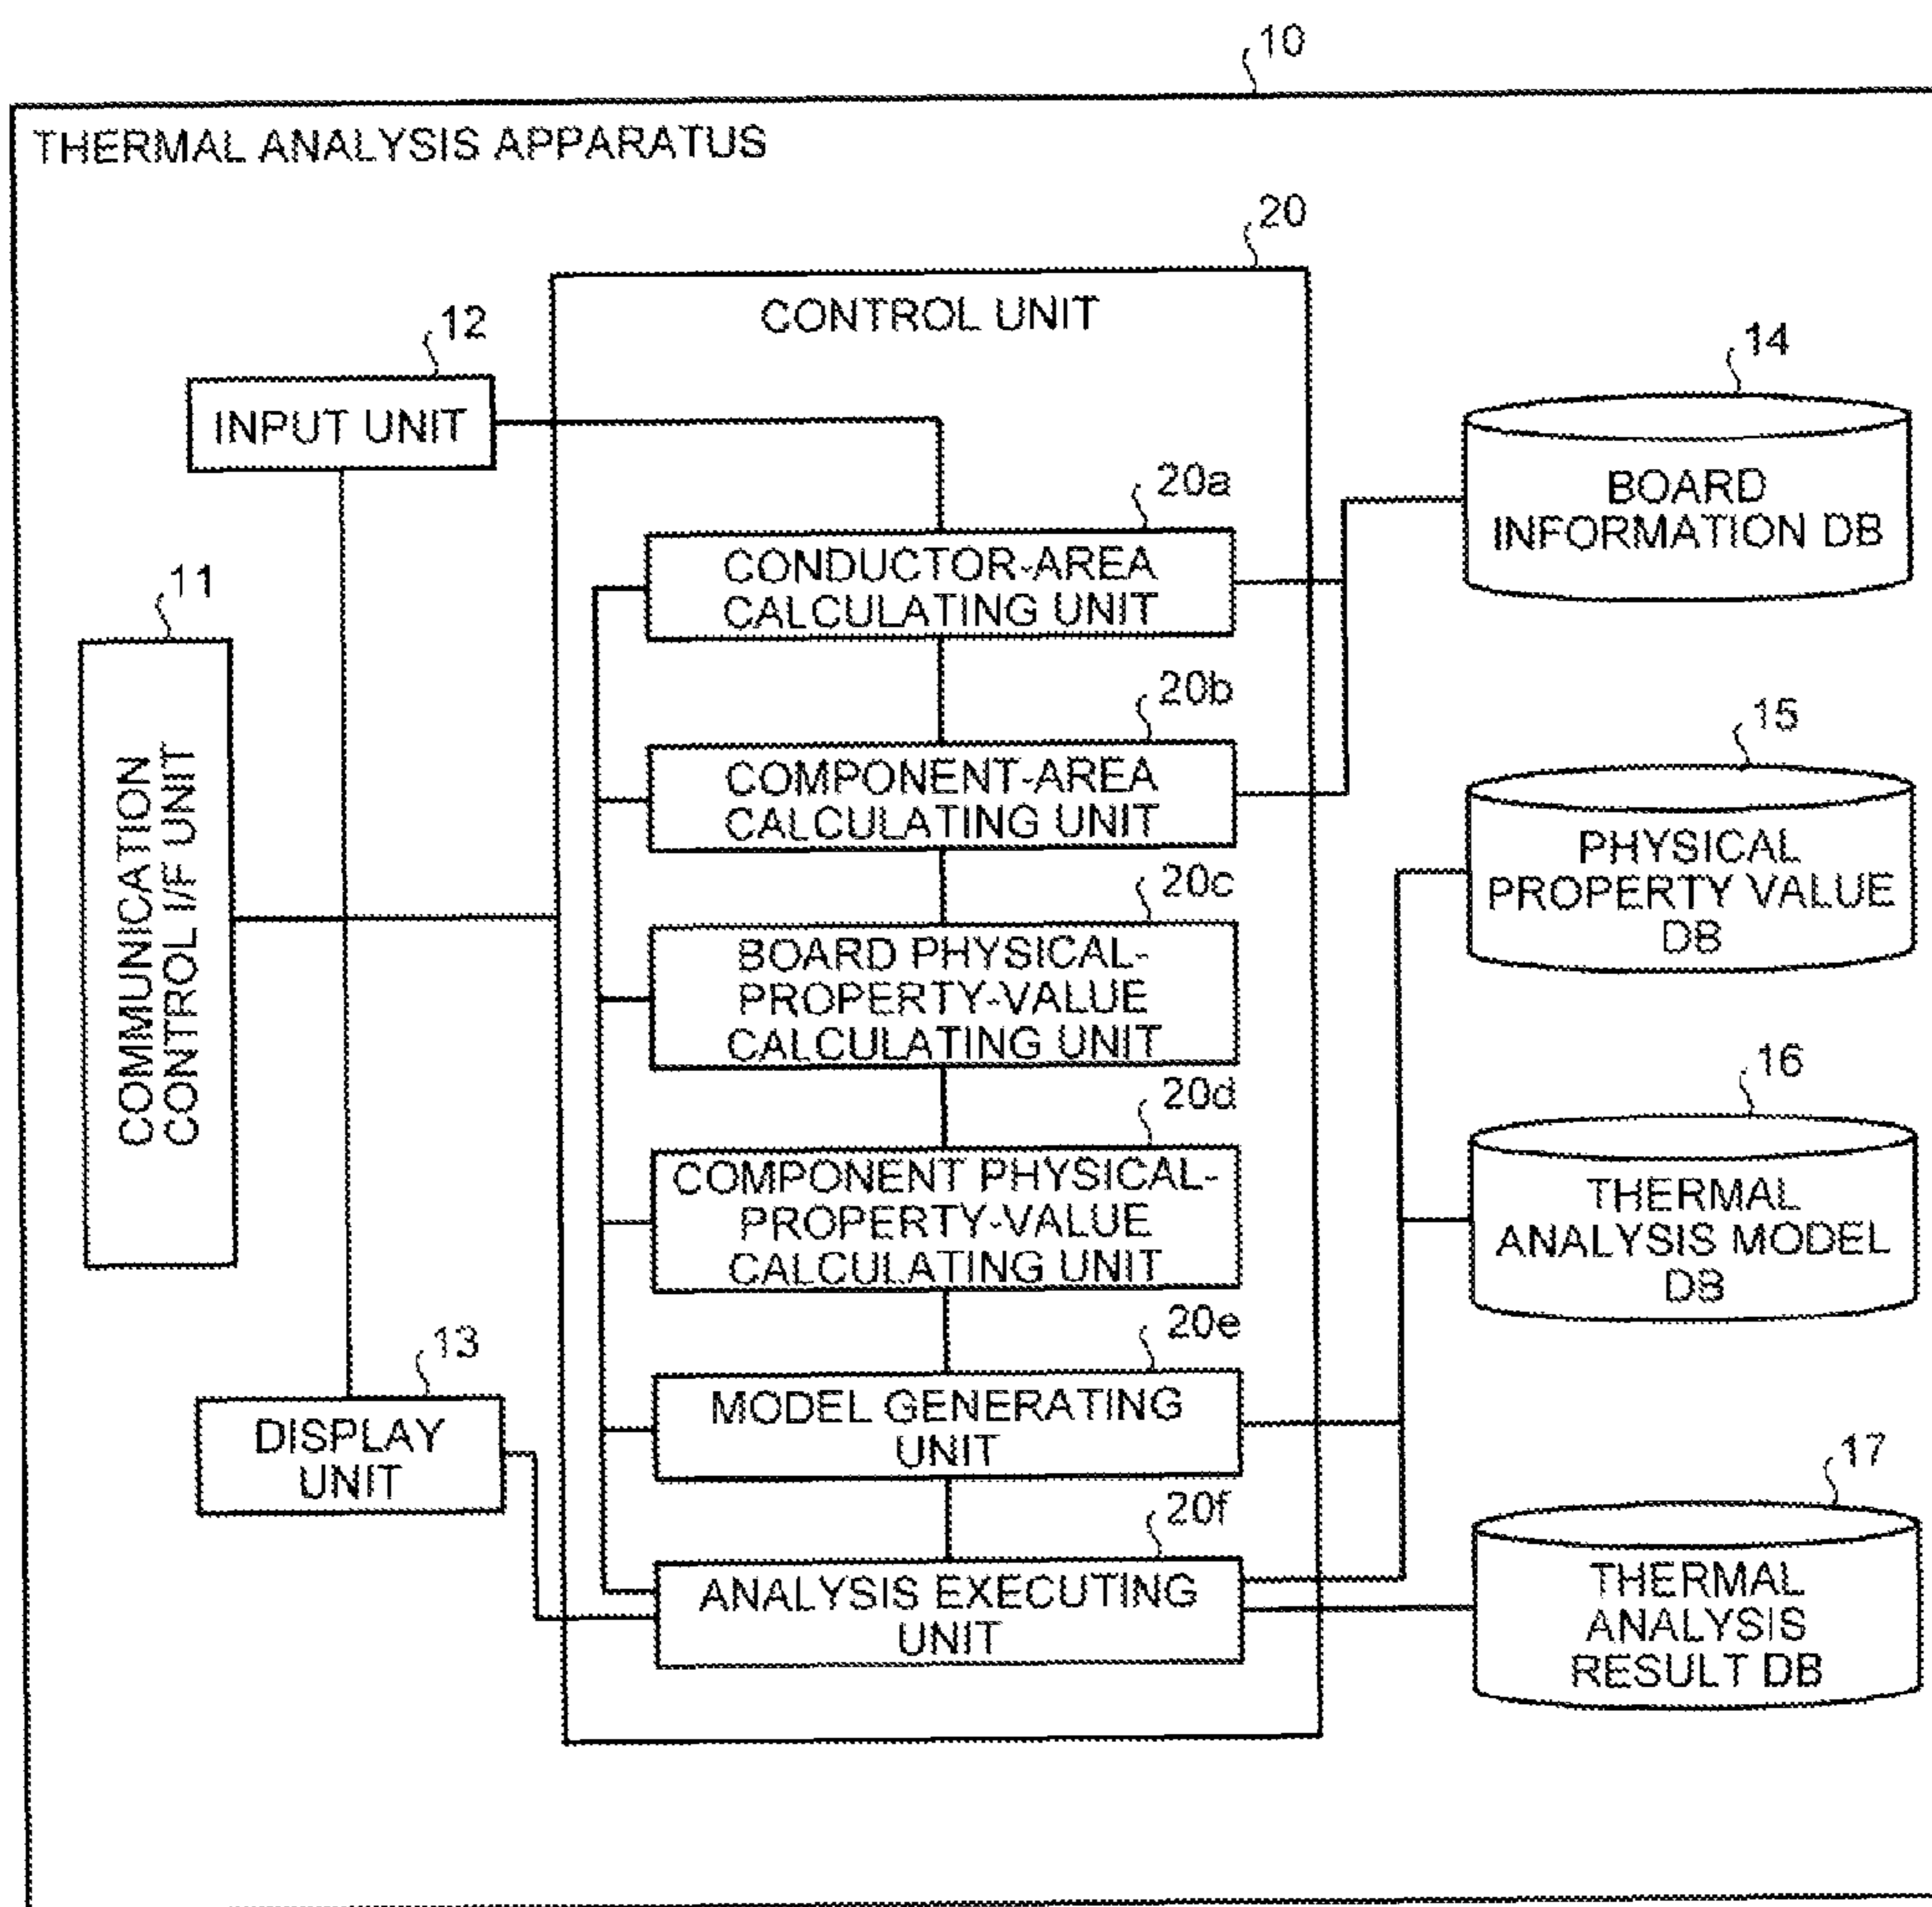 10
THERMAL ANALYSIS APPARATUS
20
CONTROL UNIT
12
INPUT UNIT
14
BOARD
INFORMATION DB
20a
CONDUCTOR-AREA
CALCULATING UNIT
11
COMMUNICATION
CONTROL I/F UNIT
20b
COMPONENT-AREA
CALCULATING UNIT
15
PHYSICAL
PROPERTY VALUE
DB
20c
BOARD PHYSICAL-
PROPERTY-VALUE
CALCULATING UNIT
16
THERMAL
ANALYSIS MODEL
DB
20d
COMPONENT PHYSICAL-
PROPERTY-VALUE
CALCULATING UNIT
13
DISPLAY
UNIT
20e
MODEL GENERATING
UNIT
17
THERMAL
ANALYSIS
RESULT DB
20f
ANALYSIS EXECUTING
UNIT